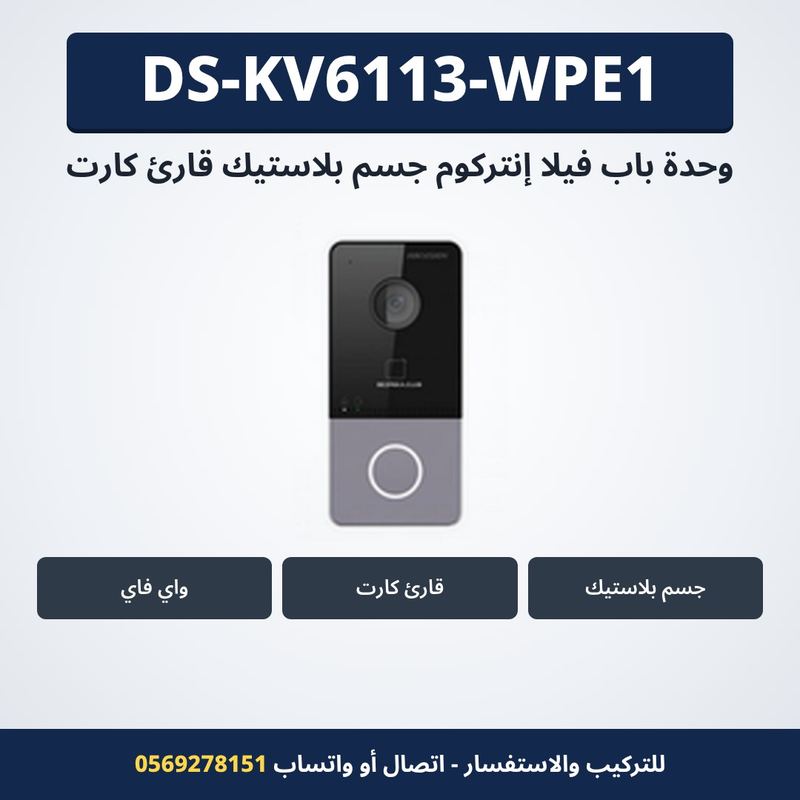 DS-KV6113-WPE1
وحدة باب فيلا إنتركوم جسم بلاستيك قارئ كارت
HIKVISION
جسم بلاستيك
قارئ كارت
واي فاي
للتركيب والاستفسار - اتصال أو واتساب 0569278151